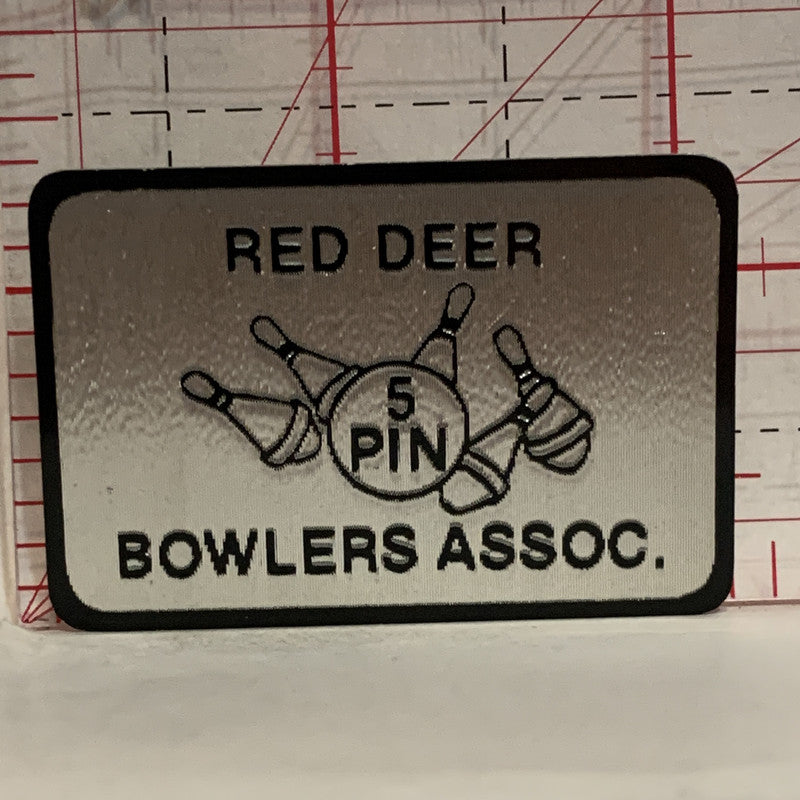 RED DEER
5
PIN
BOWLERS ASSOC.